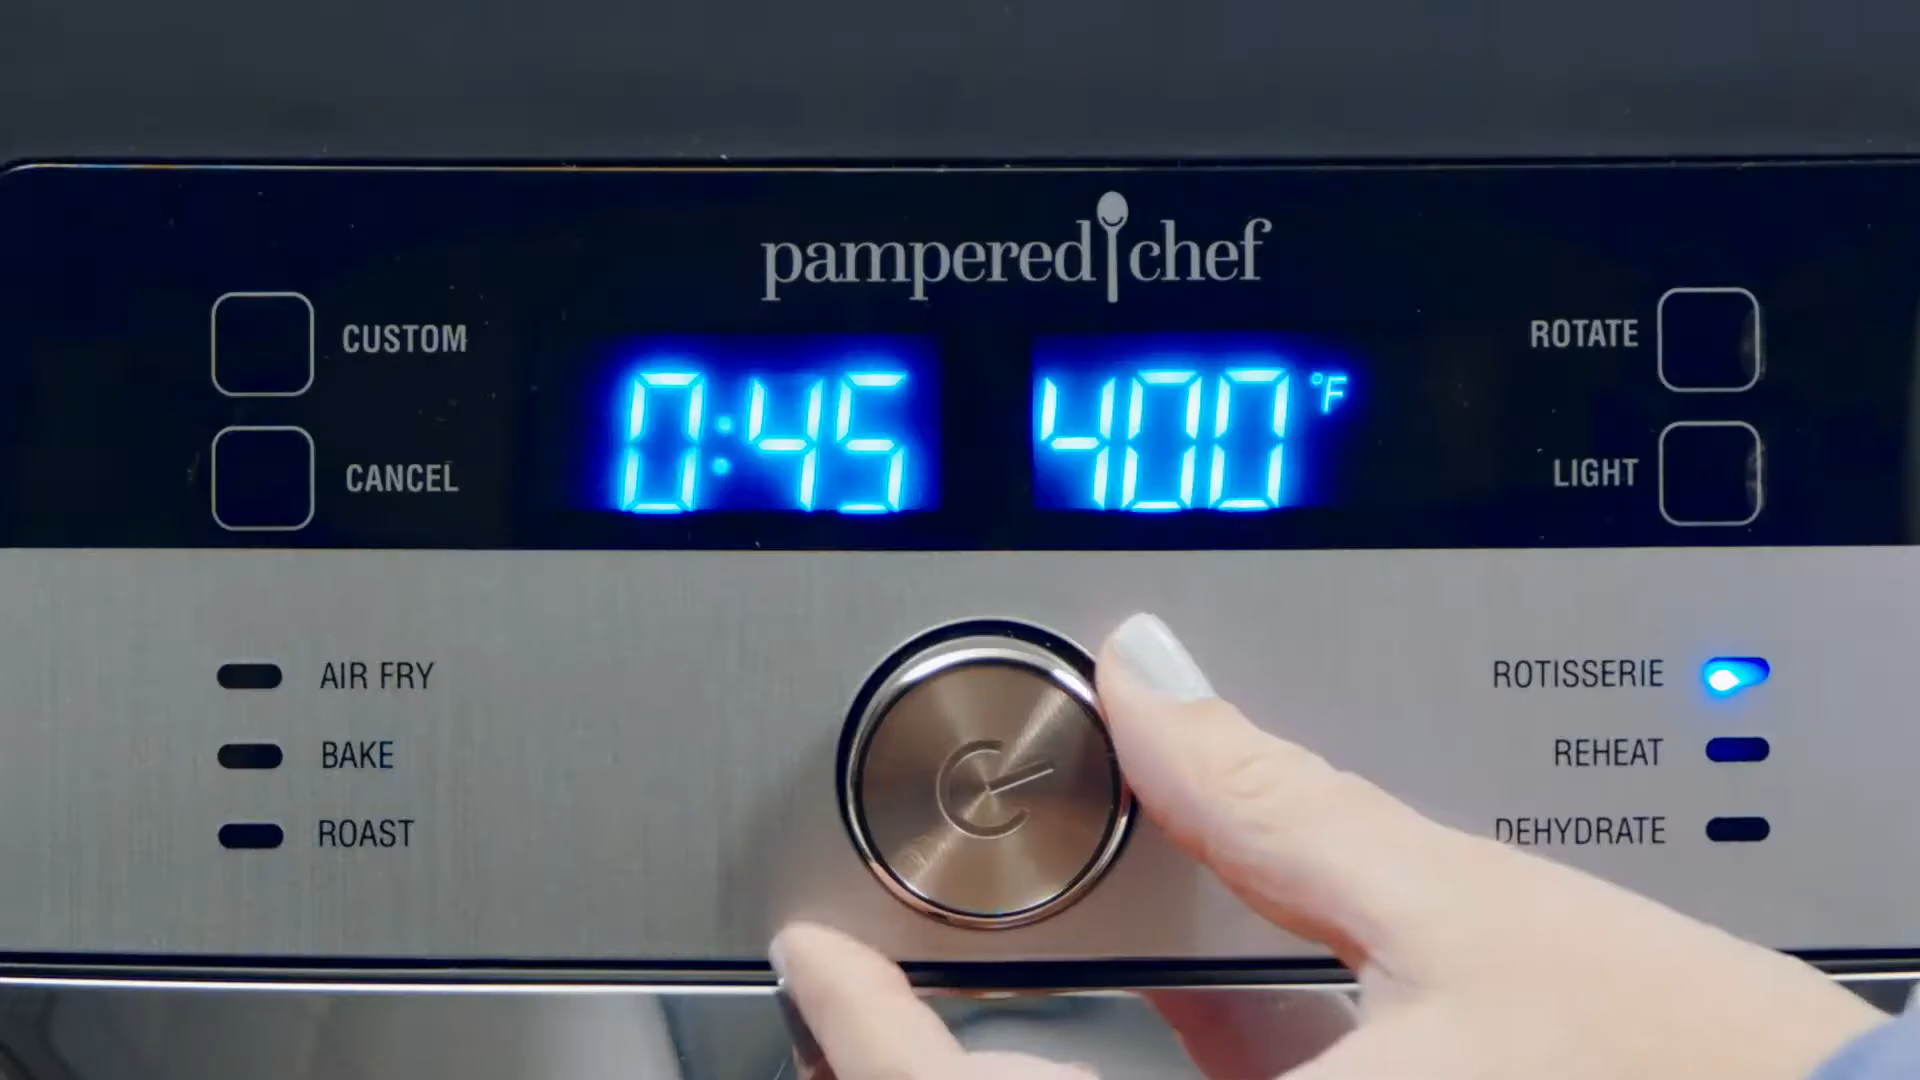 pampered chef
CUSTOM
CANCEL
0:45
400 °F
ROTATE
LIGHT
AIR FRY
BAKE
ROAST
ROTISSERIE
REHEAT
DEHYDRATE